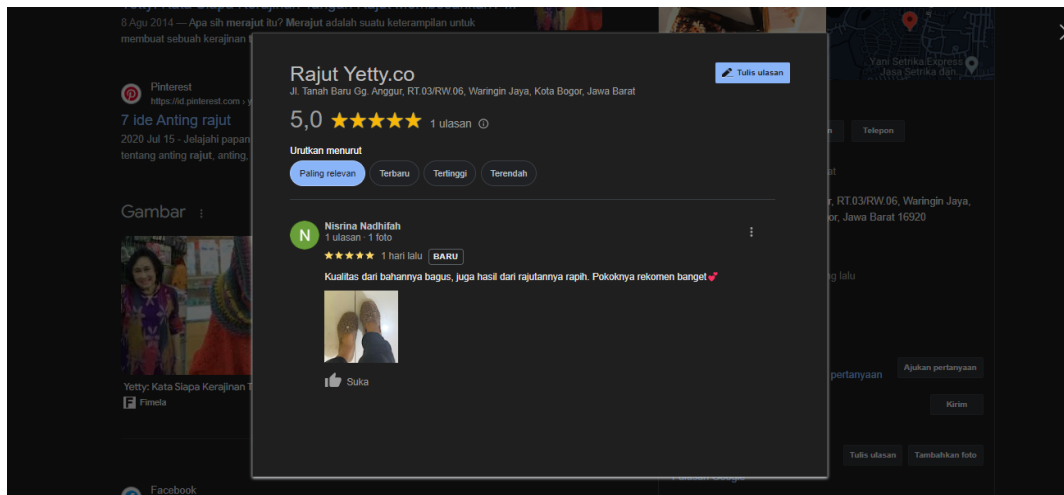 8 Agu 2014 — Apa sih merajut itu? Merajut adalah suatu keterampilan untuk
membuat sebuah kerajinan
Pinterest
https://id.pinterest.com › y
7 ide Anting rajut
2020 Jul 15 - Jelajahi papan
tentang anting rajut, anting,
Gambar
Yetty: Kata Siapa Kerajinan T
Fimela
Facebook
Rajut Yetty.co
Tulis ulasan
Jl. Tanah Baru Gg. Anggur, RT.03/RW.06, Waringin Jaya, Kota Bogor, Jawa Barat
5,0 1 ulasan
Urutkan menurut
Paling relevan Terbaru Tertinggi Terendah
N
Nisrina Nadhifah
1 ulasan · 1 foto
1 hari lalu BARU
Kualitas dari bahannya bagus, juga hasil dari rajutannya rapih. Pokoknya rekomen banget💕
Suka
Yani Setrika Express
Jasa Setrika dan...
Telepon
RT.03/RW.06, Waringin Jaya,
Jawa Barat 16920
lalu
pertanyaan
Ajukan pertanyaan
Kirim
Tulis ulasan Tambahkan foto